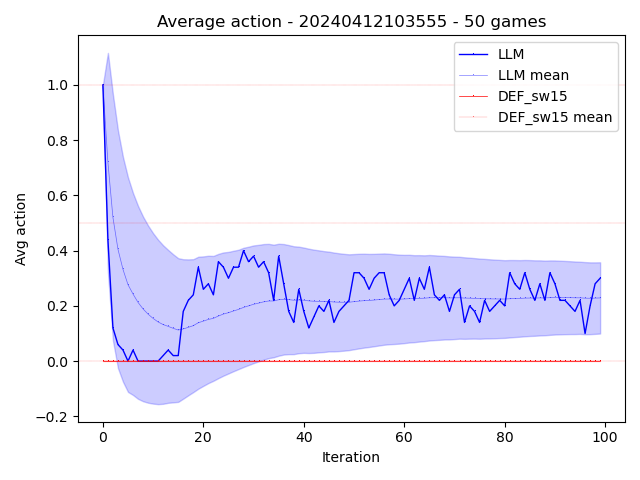 Average action - 20240412103555 - 50 games
LLM
LLM mean
DEF_sw15
DEF_sw15 mean
Avg action
1.0
0.8
0.6
0.4
0.2
0.0
−0.2
0 20 40 60 80 100
Iteration